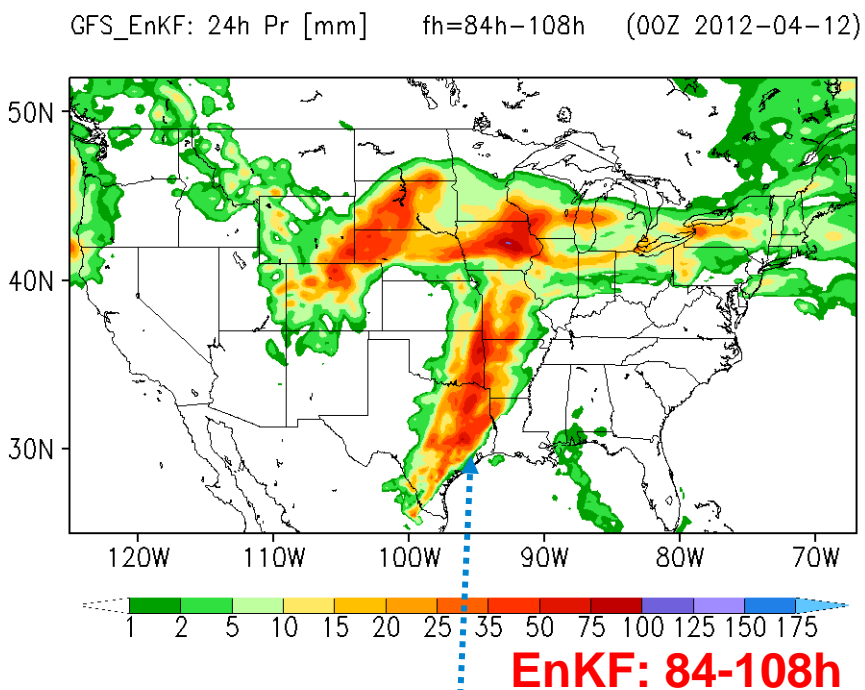 GFS_EnKF: 24h Pr [mm] fh=84h-108h (00Z 2012-04-12)
50N
40N
30N
120W 110W 100W 90W 80W 70W
1 2 5 10 15 20 25 35 50 75 100 125 150 175
EnKF: 84-108h